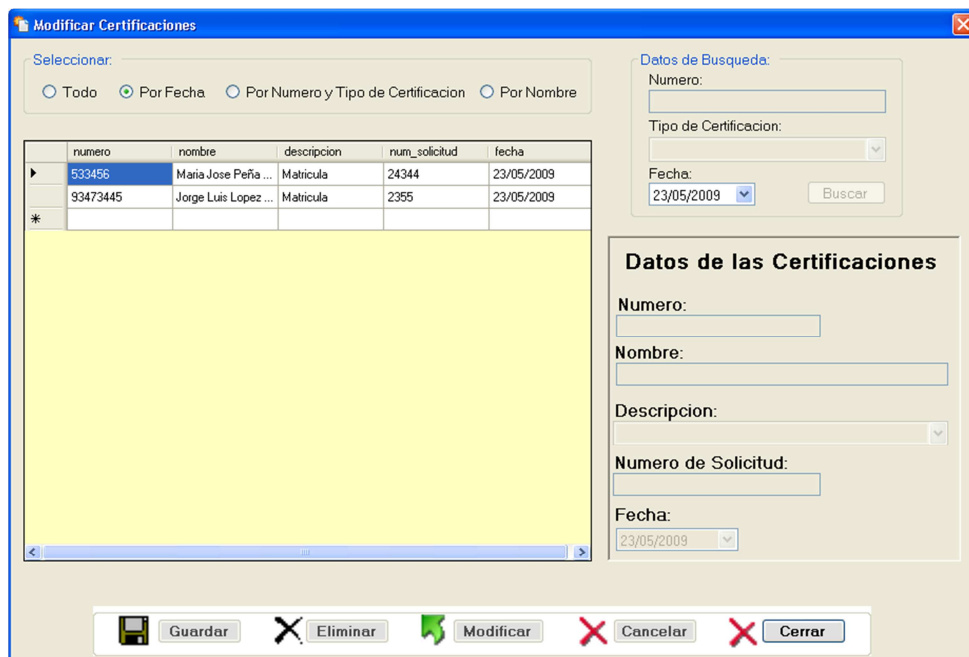 Modificar Certificaciones
Seleccionar:
Todo Por Fecha Por Numero y Tipo de Certificacion Por Nombre
Datos de Busqueda:
Numero:
Tipo de Certificacion:
Fecha:
23/05/2009 Buscar
numero nombre descripcion num_solicitud fecha
533456 Maria Jose Peña ... Matricula 24344 23/05/2009
93473445 Jorge Luis Lopez ... Matricula 2355 23/05/2009
Datos de las Certificaciones
Numero:
Nombre:
Descripcion:
Numero de Solicitud:
Fecha:
23/05/2009
Guardar Eliminar Modificar Cancelar Cerrar